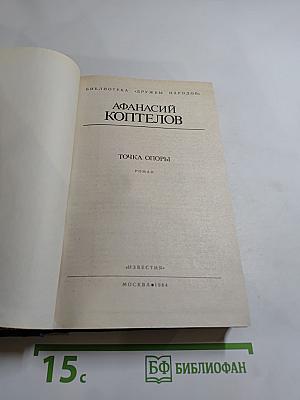 БИБЛИОТЕКА «ДРУЖБЫ НАРОДОВ»
АФАНАСИЙ
КОПТЕЛОВ
ТОЧКА ОПОРЫ
РОМАН
«ИЗВЕСТИЯ»
МОСКВА•1984
15с
БФ БИБЛИОФАН